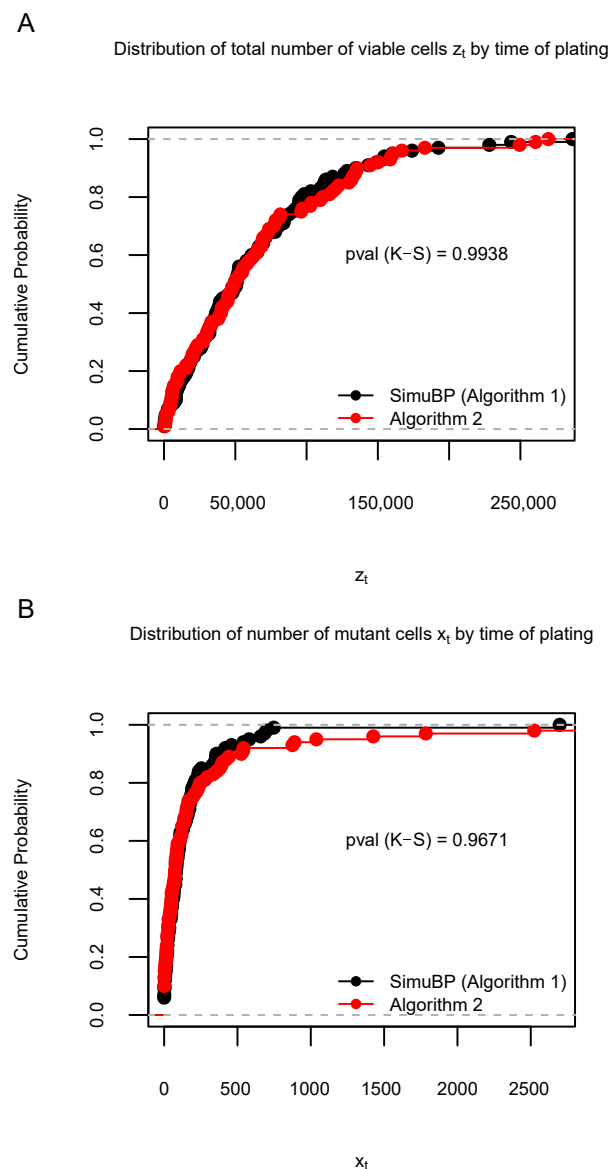 A
Distribution of total number of viable cells zt by time of plating
Cumulative Probability
1.0
0.8
0.6
0.4
0.2
0.0
pval (K−S) = 0.9938
SimuBP (Algorithm 1)
Algorithm 2
0 50,000 150,000 250,000
zt
B
Distribution of number of mutant cells xt by time of plating
Cumulative Probability
1.0
0.8
0.6
0.4
0.2
0.0
pval (K−S) = 0.9671
SimuBP (Algorithm 1)
Algorithm 2
0 500 1000 1500 2000 2500
xt